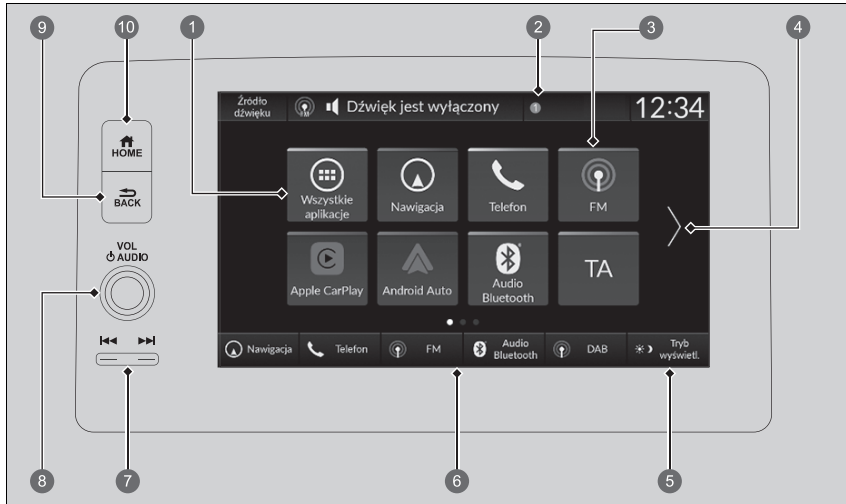 9
10
1
2
3
4
Źródło
dźwięku
FM
Dźwięk jest wyłączony
1
12:34
HOME
BACK
Wszystkie
aplikacje
Nawigacja
Telefon
FM
VOL
AUDIO
Apple CarPlay
Android Auto
Audio
Bluetooth
TA
Nawigacja
Telefon
FM
Audio
Bluetooth
DAB
Tryb
wyświetl.
8
7
6
5